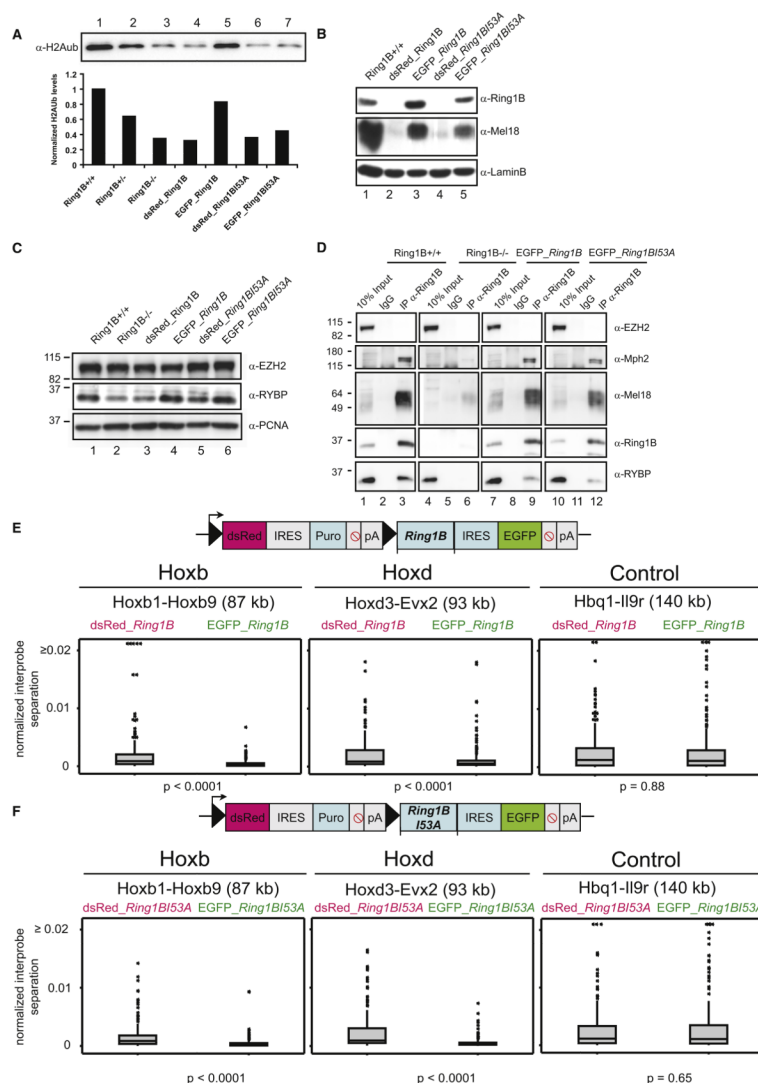 A
1 2 3 4 5 6 7
α-H2Aub
Normalized H2AUb levels
1.2
1
0.8
0.6
0.4
0.2
0
Ring1B+/+
Ring1B+/-
Ring1B-/-
dsRed_Ring1B
EGFP_Ring1B
dsRed_Ring1BI53A
EGFP_Ring1BI53A
B
Ring1B+/+
dsRed_Ring1B
EGFP_Ring1B
dsRed_Ring1BI53A
EGFP_Ring1BI53A
α-Ring1B
α-Mel18
α-LaminB
1 2 3 4 5
C
Ring1B+/+
Ring1B-/-
dsRed_Ring1B
EGFP_Ring1B
dsRed_Ring1BI53A
EGFP_Ring1BI53A
115
82
α-EZH2
37
α-RYBP
37
α-PCNA
1 2 3 4 5 6
D
Ring1B+/+ Ring1B-/- EGFP_Ring1B EGFP_Ring1BI53A
10% Input IgG IP α-Ring1B 10% Input IgG IP α-Ring1B 10% Input IgG IP α-Ring1B 10% Input IgG IP α-Ring1B
115
82
α-EZH2
180
115
α-Mph2
64
49
α-Mel18
37
α-Ring1B
37
α-RYBP
1 2 3 4 5 6 7 8 9 10 11 12
E
dsRed IRES Puro pA Ring1B IRES EGFP pA
Hoxb Hoxd Control
Hoxb1-Hoxb9 (87 kb) Hoxd3-Evx2 (93 kb) Hbq1-Il9r (140 kb)
dsRed_Ring1B EGFP_Ring1B dsRed_Ring1B EGFP_Ring1B dsRed_Ring1B EGFP_Ring1B
normalized interprobe
separation
≥0.02
0.01
0
p < 0.0001 p < 0.0001 p = 0.88
F
dsRed IRES Puro pA Ring1B I53A IRES EGFP pA
Hoxb Hoxd Control
Hoxb1-Hoxb9 (87 kb) Hoxd3-Evx2 (93 kb) Hbq1-Il9r (140 kb)
dsRed_Ring1BI53A EGFP_Ring1BI53A dsRed_Ring1BI53A EGFP_Ring1BI53A dsRed_Ring1BI53A EGFP_Ring1BI53A
normalized interprobe
separation
≥ 0.02
0.01
0
p < 0.0001 p < 0.0001 p = 0.65